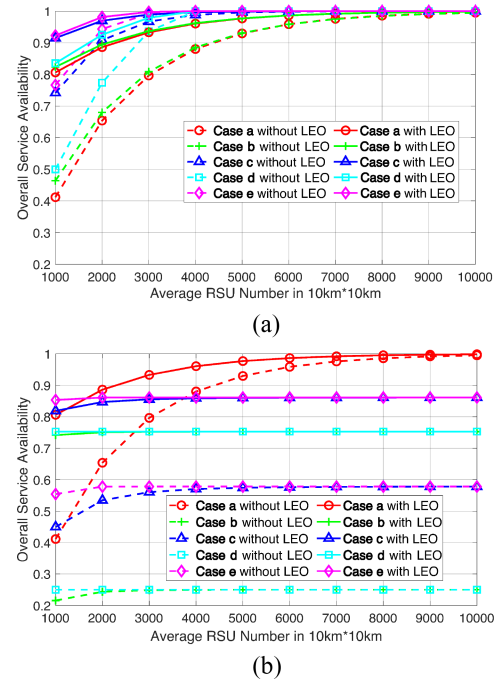 1
0.9
0.8
0.7
0.6
0.5
0.4
0.3
0.2
Overall Service Availability
Case a without LEO Case a with LEO
Case b without LEO Case b with LEO
Case c without LEO Case c with LEO
Case d without LEO Case d with LEO
Case e without LEO Case e with LEO
1000 2000 3000 4000 5000 6000 7000 8000 9000 10000
Average RSU Number in 10km*10km
(a)
1
0.9
0.8
0.7
0.6
0.5
0.4
0.3
0.2
Overall Service Availability
Case a without LEO Case a with LEO
Case b without LEO Case b with LEO
Case c without LEO Case c with LEO
Case d without LEO Case d with LEO
Case e without LEO Case e with LEO
1000 2000 3000 4000 5000 6000 7000 8000 9000 10000
Average RSU Number in 10km*10km
(b)